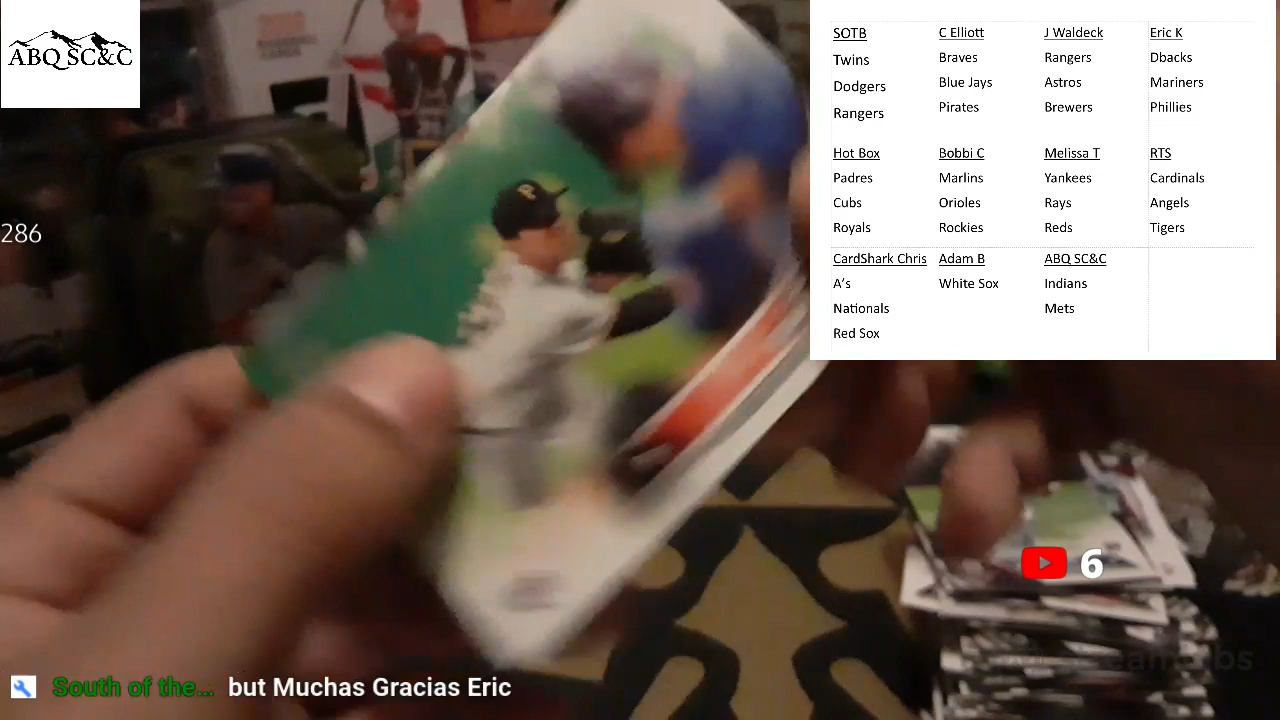 ABQ SC&C
286
SOTB
Twins
Dodgers
Rangers
C Elliott
Braves
Blue Jays
Pirates
J Waldeck
Rangers
Astros
Brewers
Eric K
Dbacks
Mariners
Phillies
Hot Box
Padres
Cubs
Royals
Bobbi C
Marlins
Orioles
Rockies
Melissa T
Yankees
Rays
Reds
RTS
Cardinals
Angels
Tigers
CardShark Chris
A's
Nationals
Red Sox
Adam B
White Sox
ABQ SC&C
Indians
Mets
P
6
South of the... but Muchas Gracias Eric